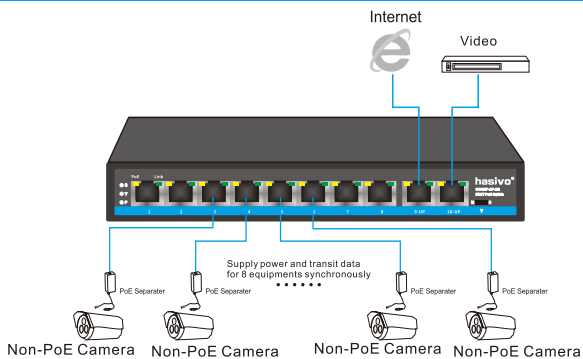 Internet
Video
PoE Link
hasivo
1 2 3 4 5 6 7 8 9-UP 10-UP
Supply power and transit data
for 8 equipments synchronously
PoE Separater PoE Separater PoE Separater PoE Separater
Non-PoE Camera Non-PoE Camera Non-PoE Camera Non-PoE Camera